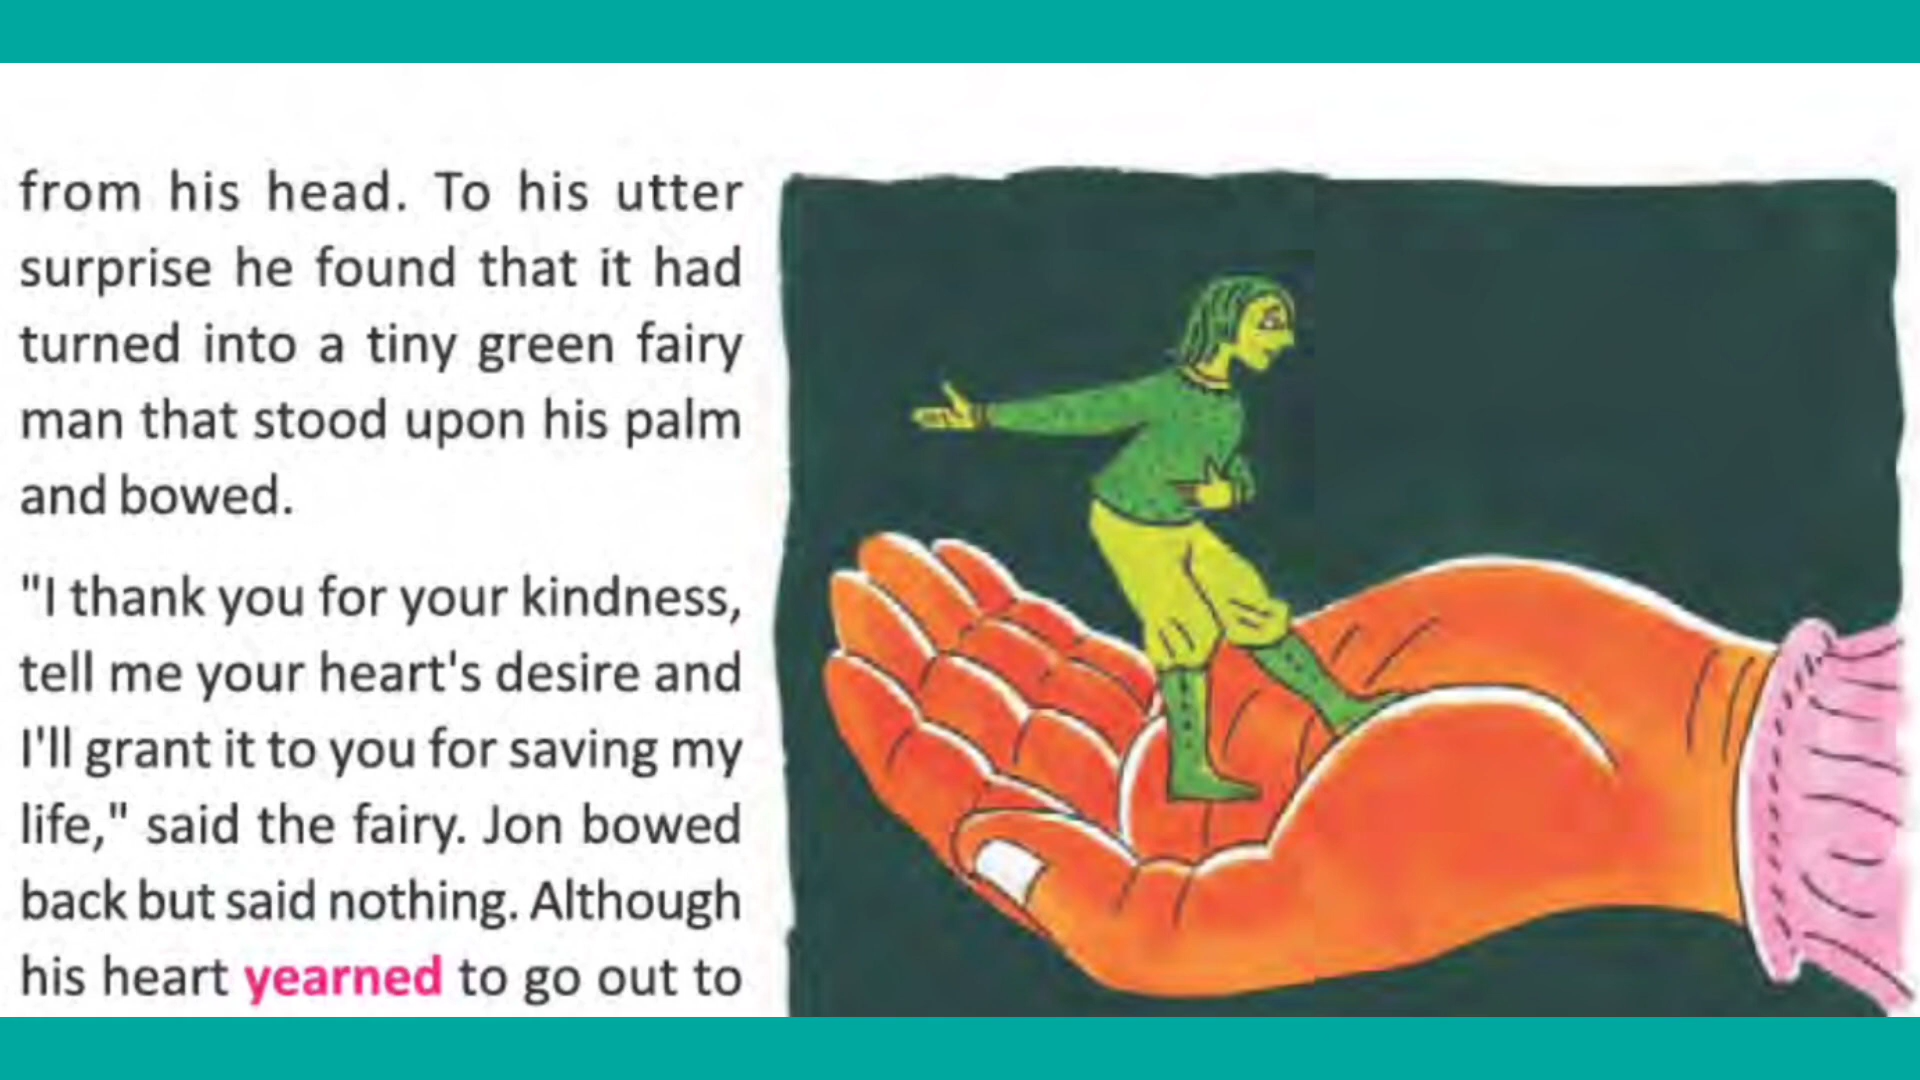 from his head. To his utter
surprise he found that it had
turned into a tiny green fairy
man that stood upon his palm
and bowed.
"I thank you for your kindness,
tell me your heart's desire and
I'll grant it to you for saving my
life," said the fairy. Jon bowed
back but said nothing. Although
his heart yearned to go out to